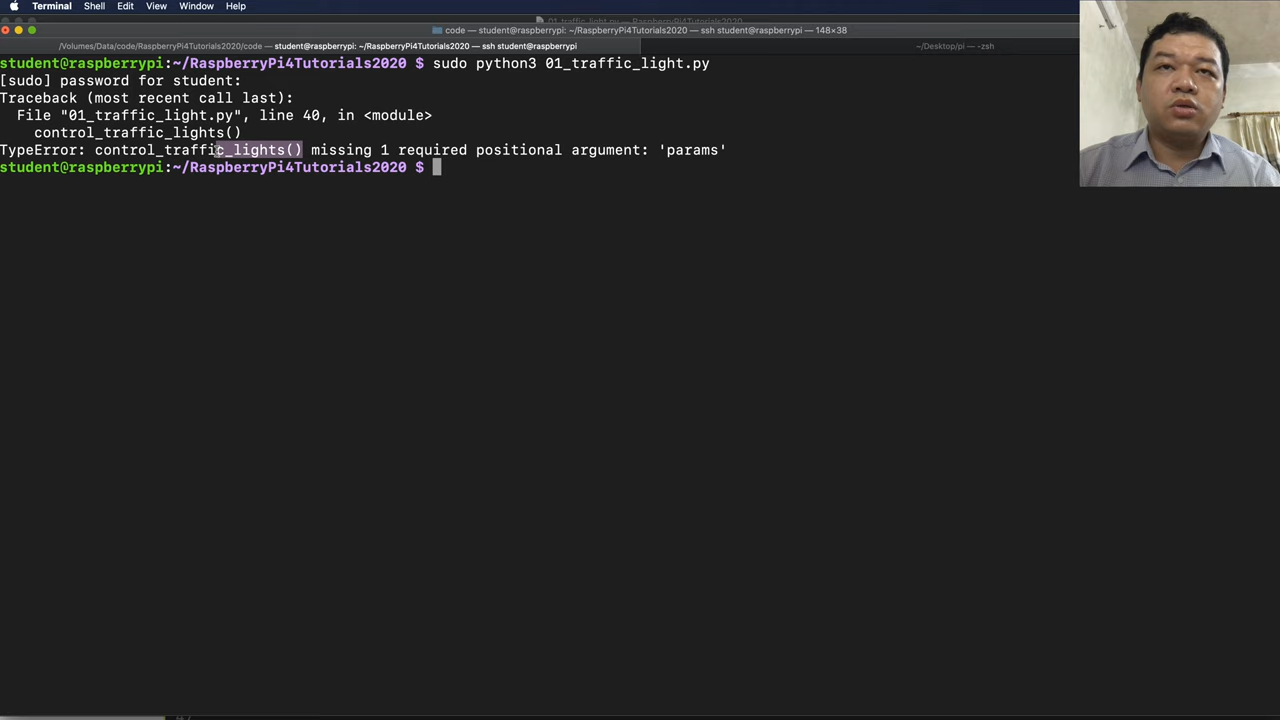 Terminal Shell Edit View Window Help
01_traffic_light.py — RaspberryPi4Tutorials2020
code — student@raspberrypi: ~/RaspberryPi4Tutorials2020 — ssh student@raspberrypi — 148×38
/Volumes/Data/code/RaspberryPi4Tutorials2020/code — student@raspberrypi: ~/RaspberryPi4Tutorials2020 — ssh student@raspberrypi
~/Desktop/pi — -zsh
student@raspberrypi:~/RaspberryPi4Tutorials2020 $ sudo python3 01_traffic_light.py
[sudo] password for student:
Traceback (most recent call last):
File "01_traffic_light.py", line 40, in <module>
control_traffic_lights()
TypeError: control_traffic_lights() missing 1 required positional argument: 'params'
student@raspberrypi:~/RaspberryPi4Tutorials2020 $